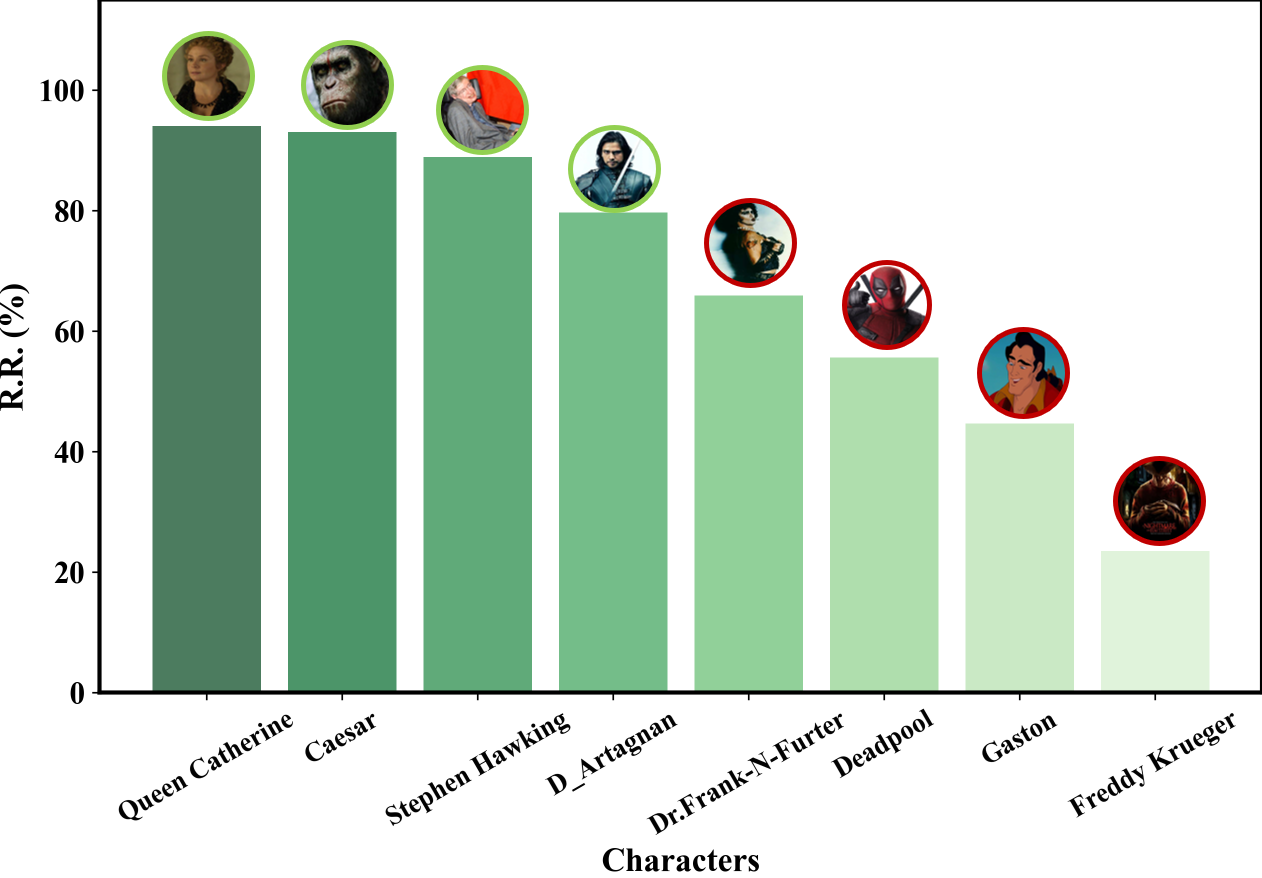 R.R. (%)
100
80
60
40
20
0
Queen Catherine
Caesar
Stephen Hawking
D_Artagnan
Dr.Frank-N-Furter
Deadpool
Gaston
Freddy Krueger
Characters